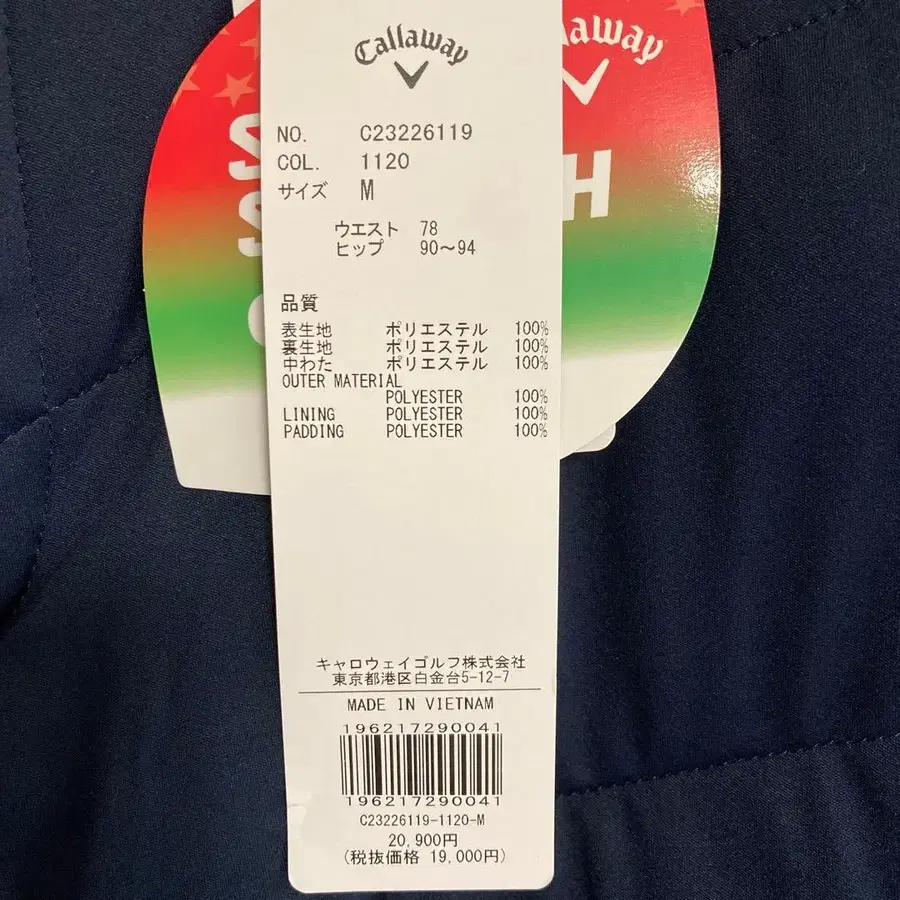 Callaway
NO. C23226119
COL. 1120
サイズ M
ウエスト 78
ヒップ 90〜94
品質
表生地 ポリエステル 100%
裏生地 ポリエステル 100%
中わた ポリエステル 100%
OUTER MATERIAL
POLYESTER 100%
LINING POLYESTER 100%
PADDING POLYESTER 100%
キャロウェイゴルフ株式会社
東京都港区白金台5-12-7
MADE IN VIETNAM
196217290041
196217290041
C23226119-1120-M
20,900円
(税抜価格 19,000円)